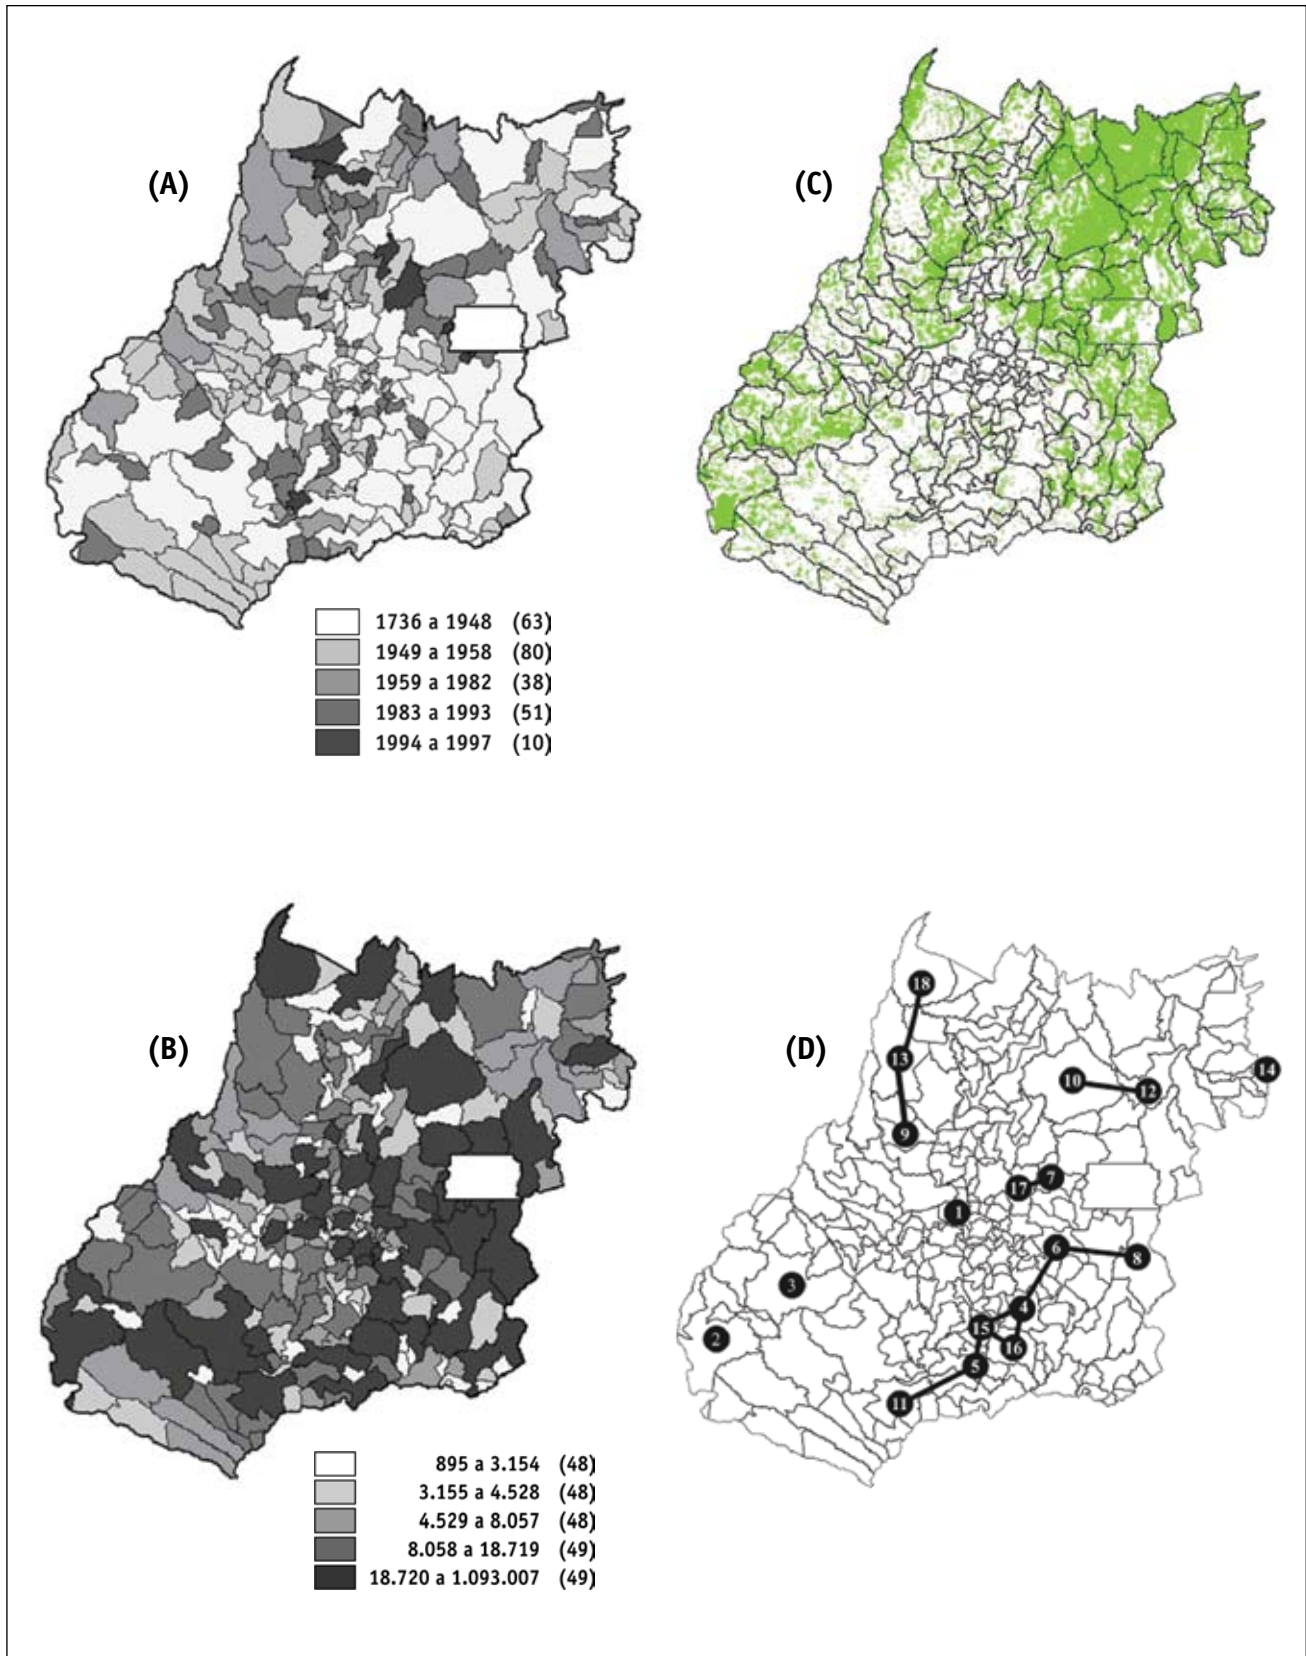 (A)
(C)
1736 a 1948 (63)
1949 a 1958 (80)
1959 a 1982 (38)
1983 a 1993 (51)
1994 a 1997 (10)
(B)
(D)
18
13
9
10
12
14
17
7
1
6
8
3
4
15
2
16
5
11
895 a 3.154 (48)
3.155 a 4.528 (48)
4.529 a 8.057 (48)
8.058 a 18.719 (49)
18.720 a 1.093.007 (49)